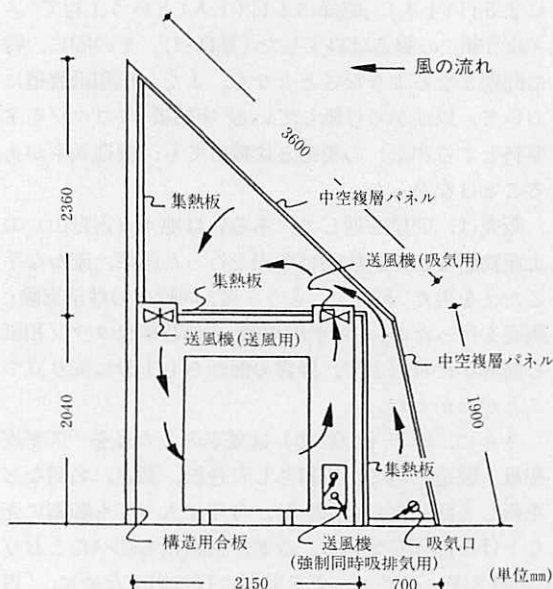 風の流れ
3600
2360
集熱板
中空複層パネル
集熱板
送風機(吸気用)
送風機(送風用)
中空複層パネル
2040
1900
集熱板
構造用合板
送風機
(強制同時吸排気用)
吸気口
2150
700
(単位mm)